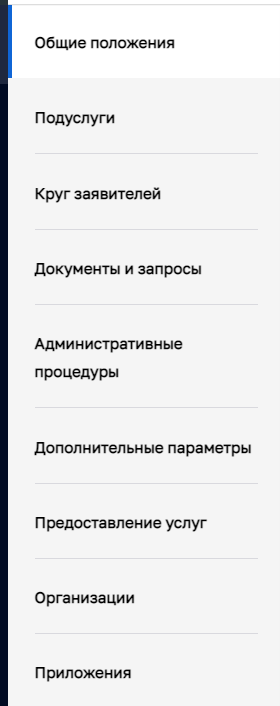 Общие положения
Подуслуги
Круг заявителей
Документы и запросы
Административные
процедуры
Дополнительные параметры
Предоставление услуг
Организации
Приложения